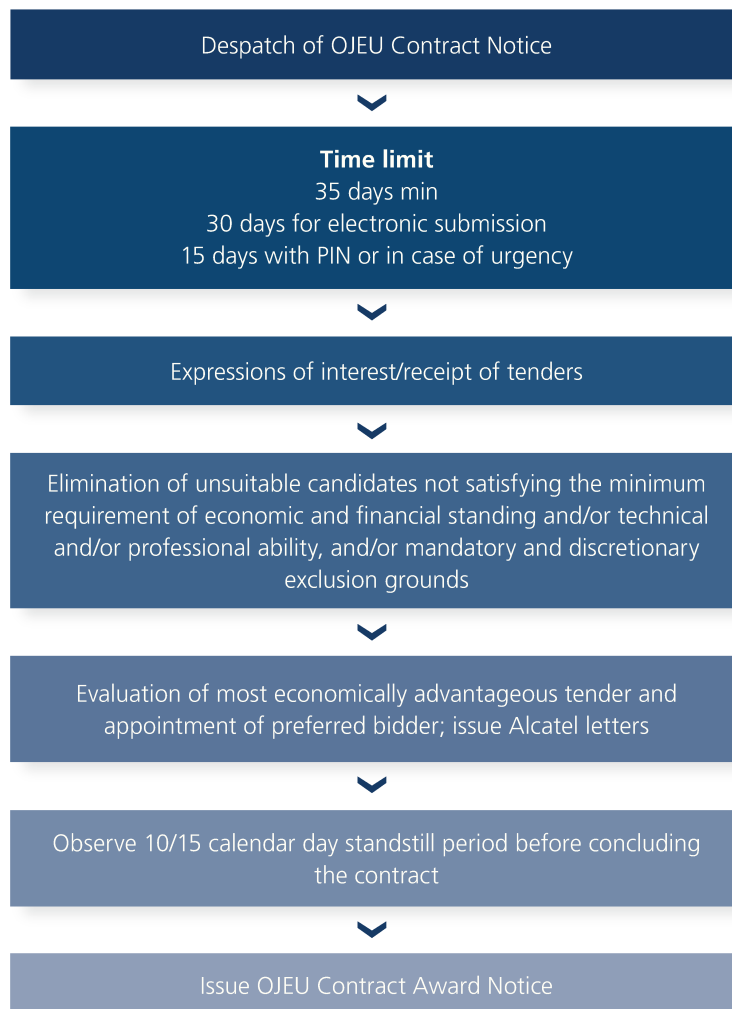 Despatch of OJEU Contract Notice
Time limit
35 days min
30 days for electronic submission
15 days with PIN or in case of urgency
Expressions of interest/receipt of tenders
Elimination of unsuitable candidates not satisfying the minimum
requirement of economic and financial standing and/or technical
and/or professional ability, and/or mandatory and discretionary
exclusion grounds
Evaluation of most economically advantageous tender and
appointment of preferred bidder; issue Alcatel letters
Observe 10/15 calendar day standstill period before concluding
the contract
Issue OJEU Contract Award Notice